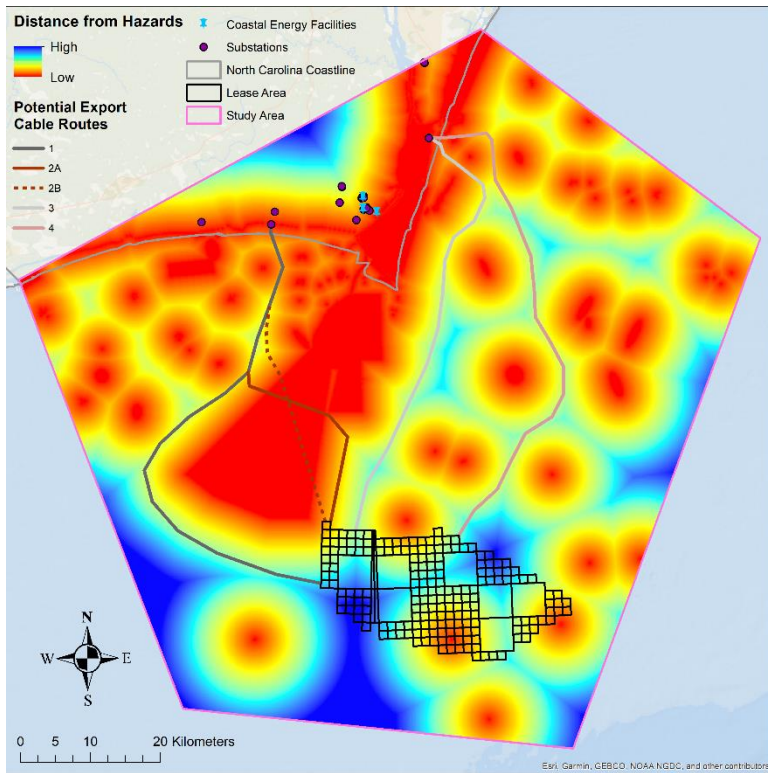 Distance from Hazards
High
Low
Potential Export
Cable Routes
1
2A
2B
3
4
Coastal Energy Facilities
Substations
North Carolina Coastline
Lease Area
Study Area
N
W E
S
0 5 10 20 Kilometers
Esri, Garmin, GEBCO, NOAA NGDC, and other contributors